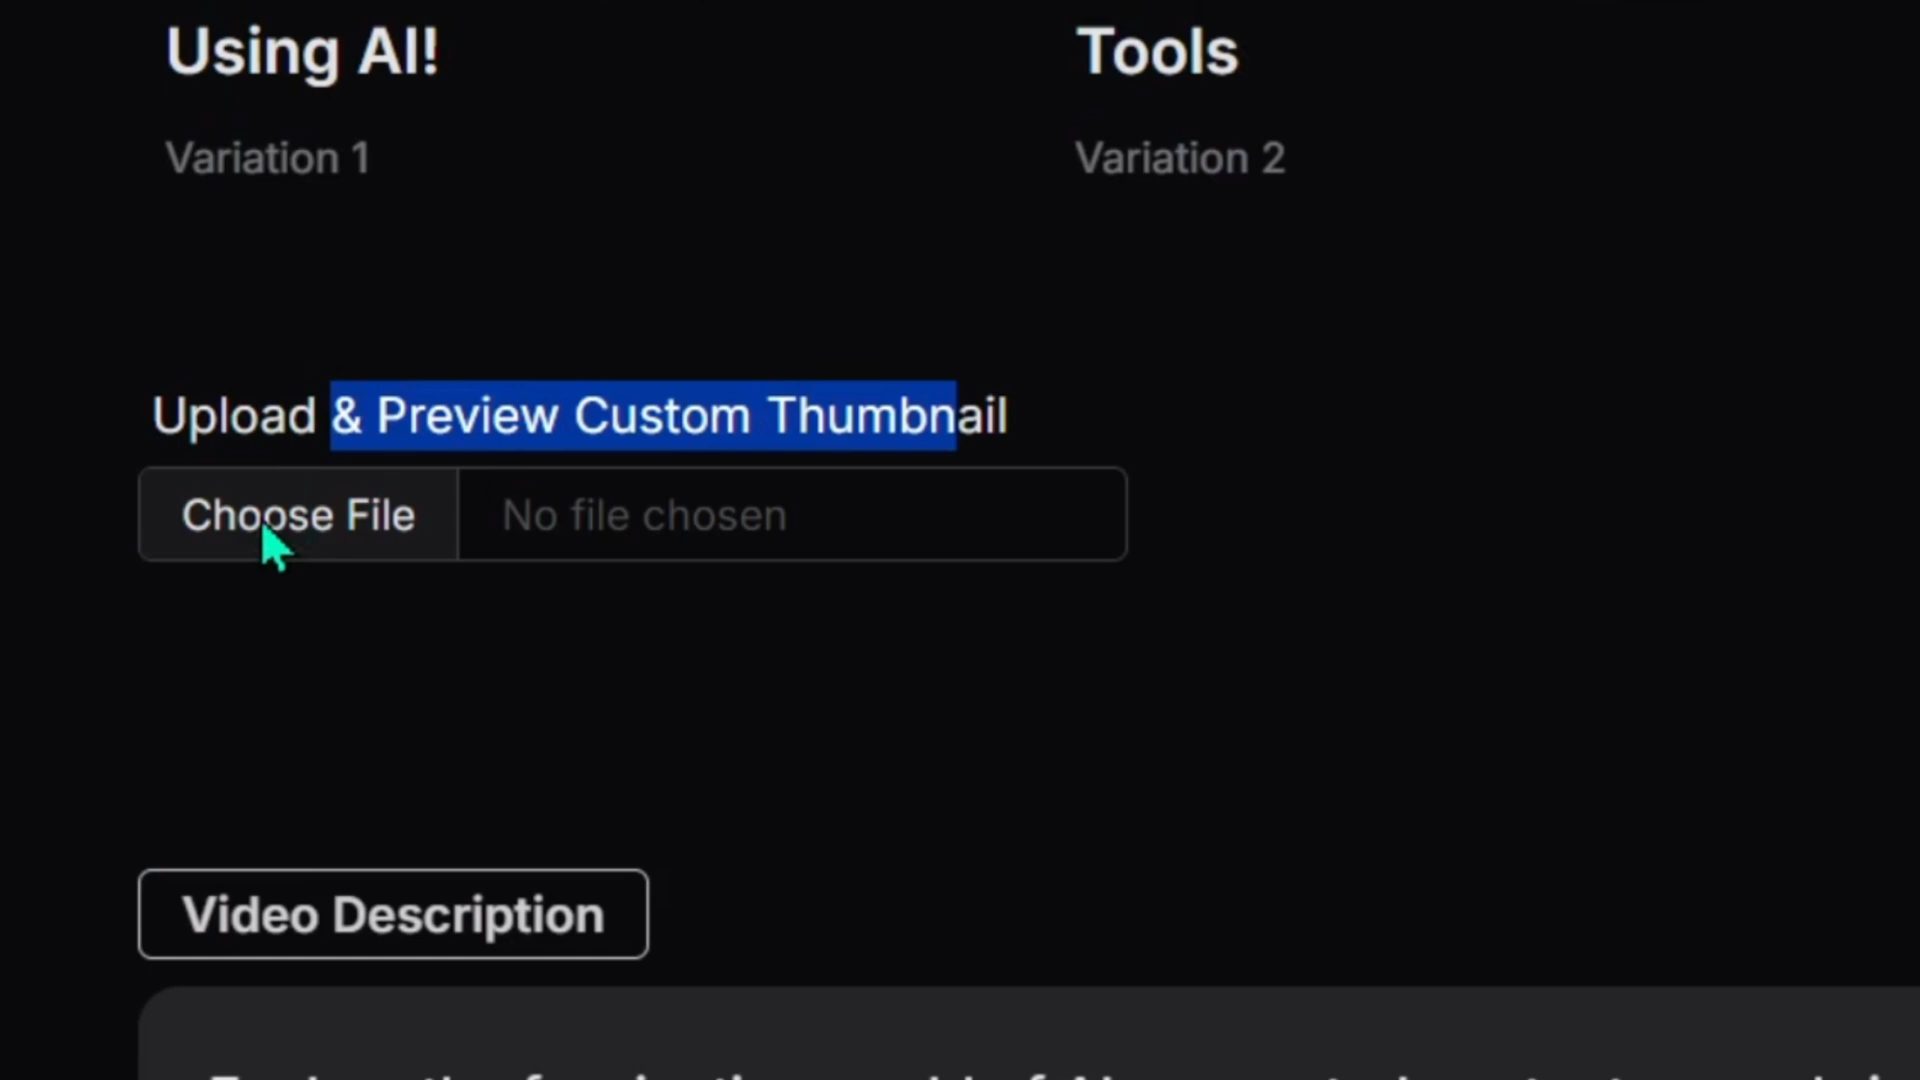 Using AI!
Tools
Variation 1
Variation 2
Upload & Preview Custom Thumbnail
Choose File
No file chosen
Video Description